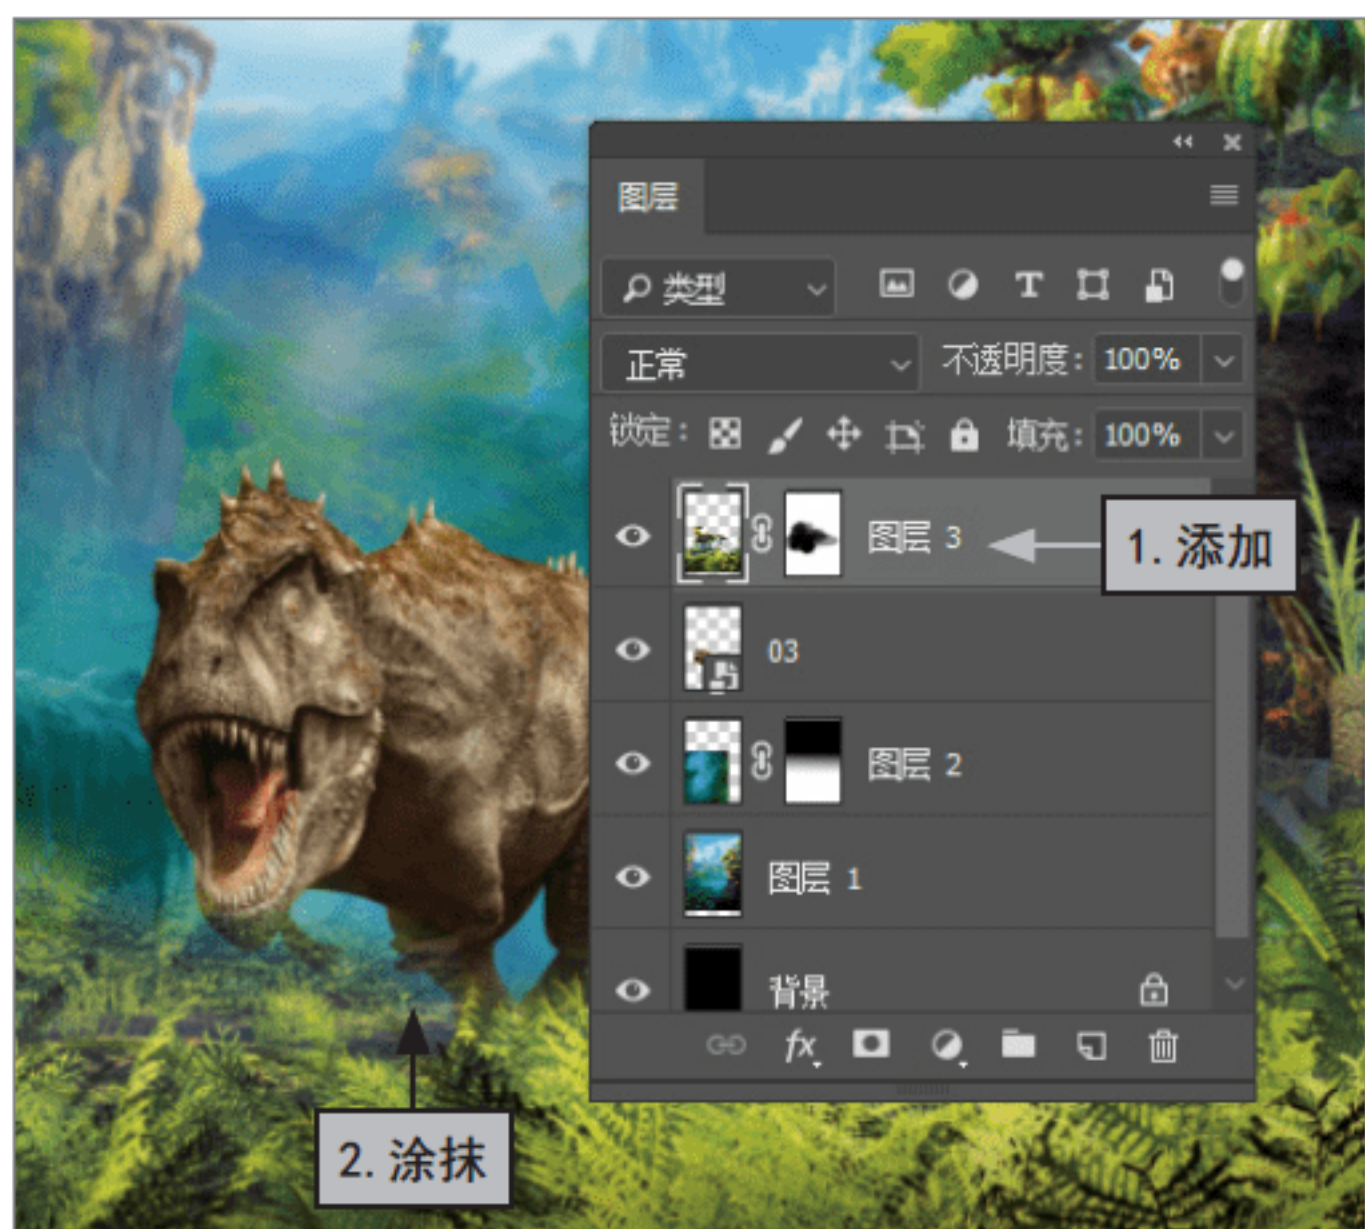 图层
类型
正常 不透明度: 100%
锁定: 填充: 100%
图层 3
1. 添加
03
图层 2
图层 1
背景
fx
2. 涂抹